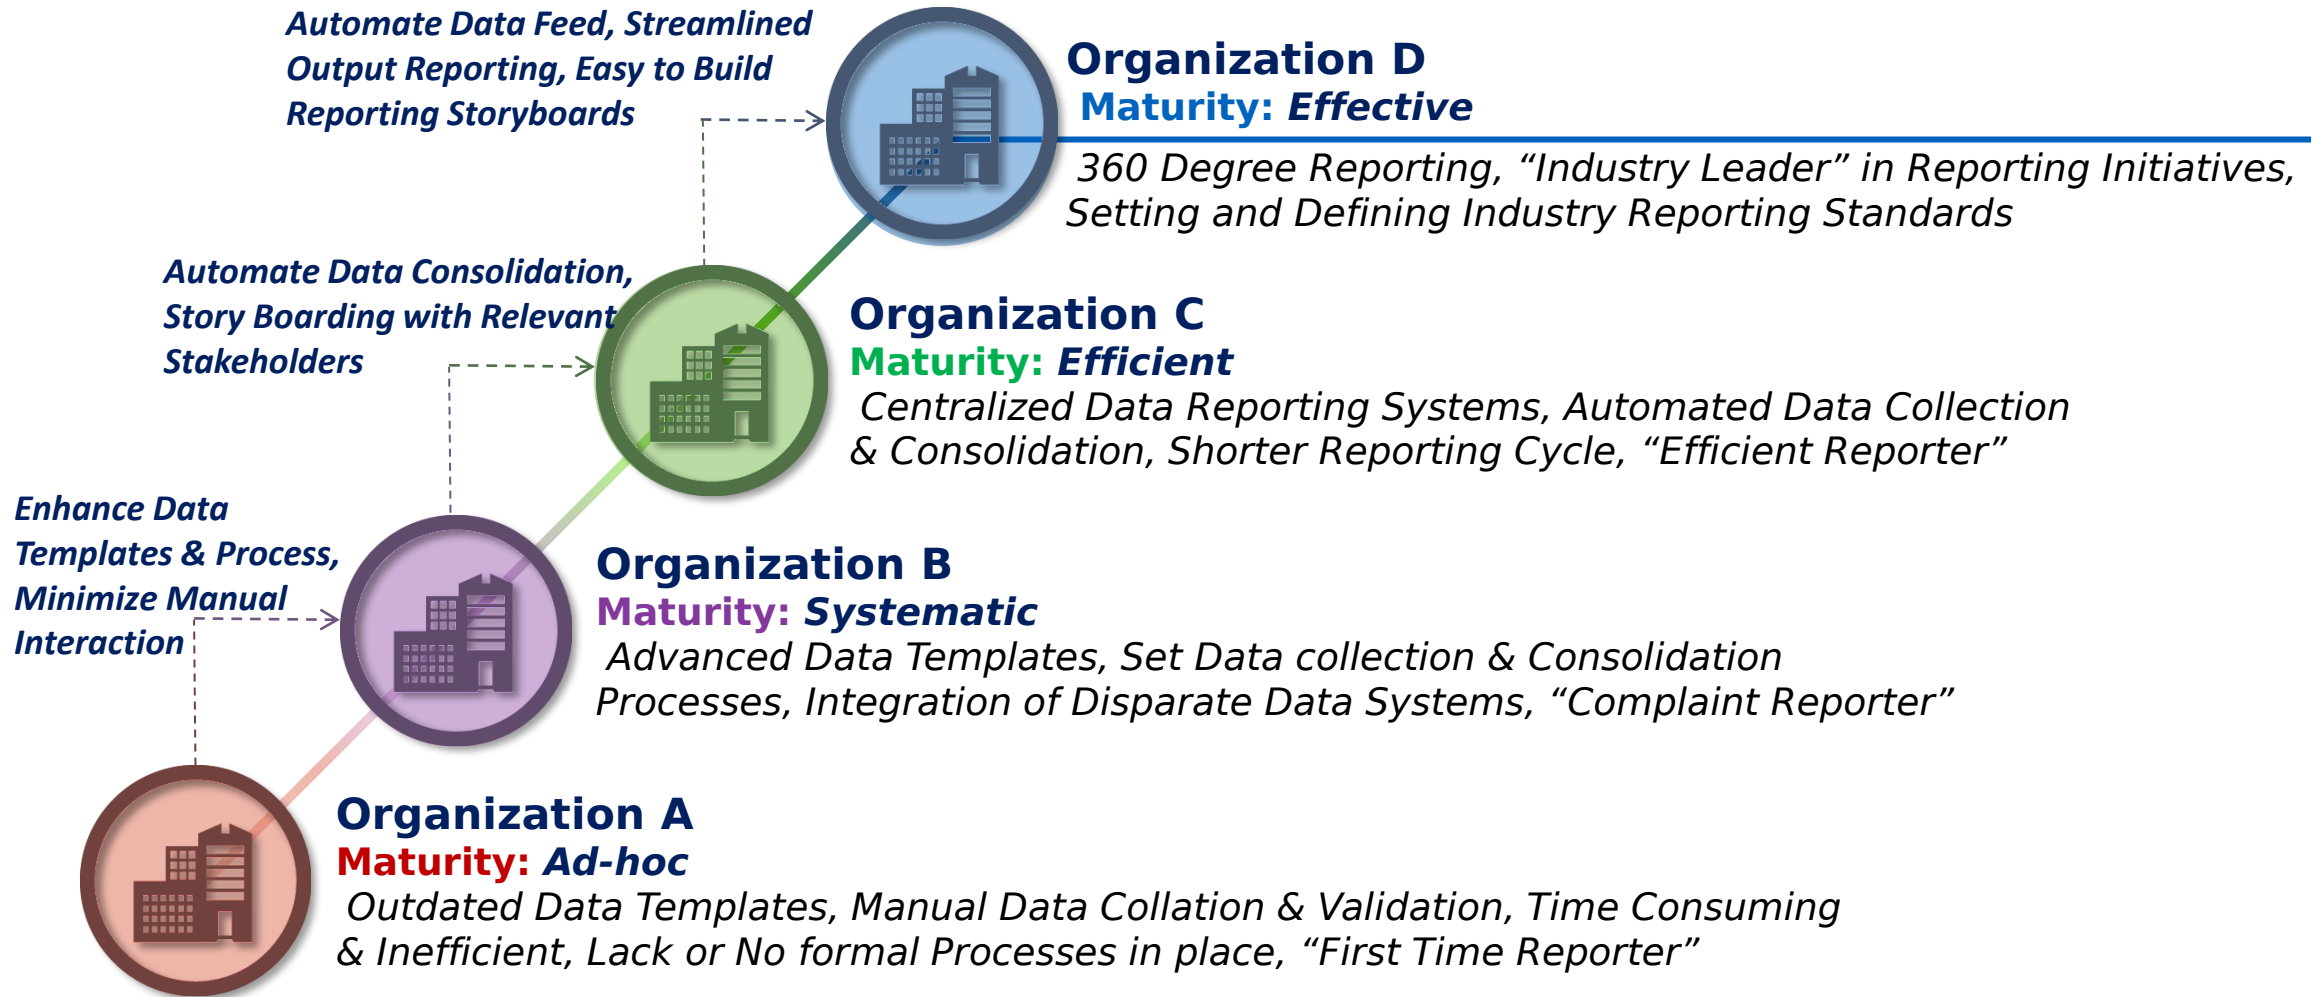 Automate Data Feed, Streamlined
Output Reporting, Easy to Build
Reporting Storyboards
Organization D
Maturity: Effective
360 Degree Reporting, “Industry Leader” in Reporting Initiatives,
Setting and Defining Industry Reporting Standards
Automate Data Consolidation,
Story Boarding with Relevant
Stakeholders
Organization C
Maturity: Efficient
Centralized Data Reporting Systems, Automated Data Collection
& Consolidation, Shorter Reporting Cycle, “Efficient Reporter”
Enhance Data
Templates & Process,
Minimize Manual
Interaction
Organization B
Maturity: Systematic
Advanced Data Templates, Set Data collection & Consolidation
Processes, Integration of Disparate Data Systems, “Complaint Reporter”
Organization A
Maturity: Ad-hoc
Outdated Data Templates, Manual Data Collation & Validation, Time Consuming
& Inefficient, Lack or No formal Processes in place, “First Time Reporter”